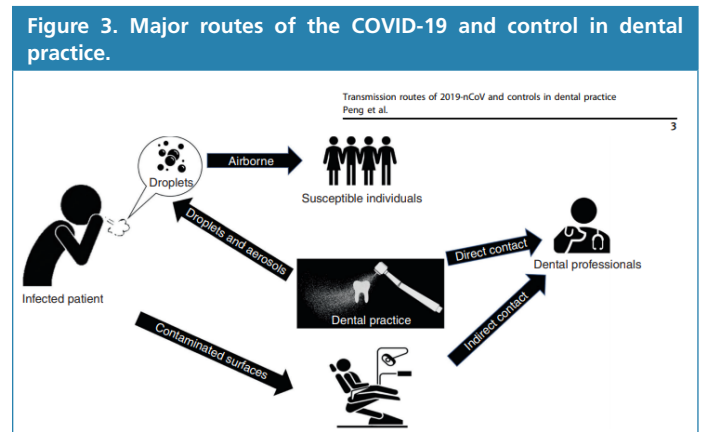 Figure 3. Major routes of the COVID-19 and control in dental
practice.
Transmission routes of 2019-nCoV and controls in dental practice
Peng et al.
3
Airborne
Droplets
Susceptible individuals
Droplets and aerosols
Direct contact
Dental professionals
Infected patient
Dental practice
Contaminated surfaces
Indirect contact